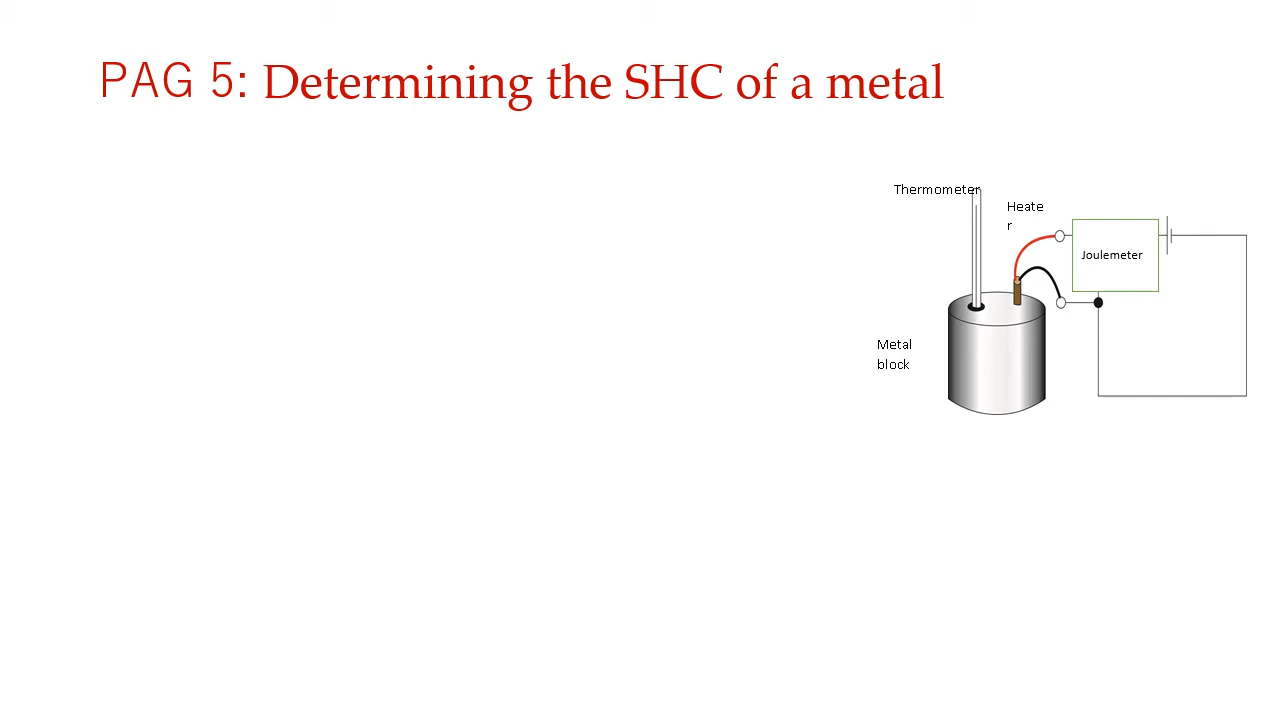 PAG 5: Determining the SHC of a metal
Thermometer
Heate
r
Joulemeter
Metal
block